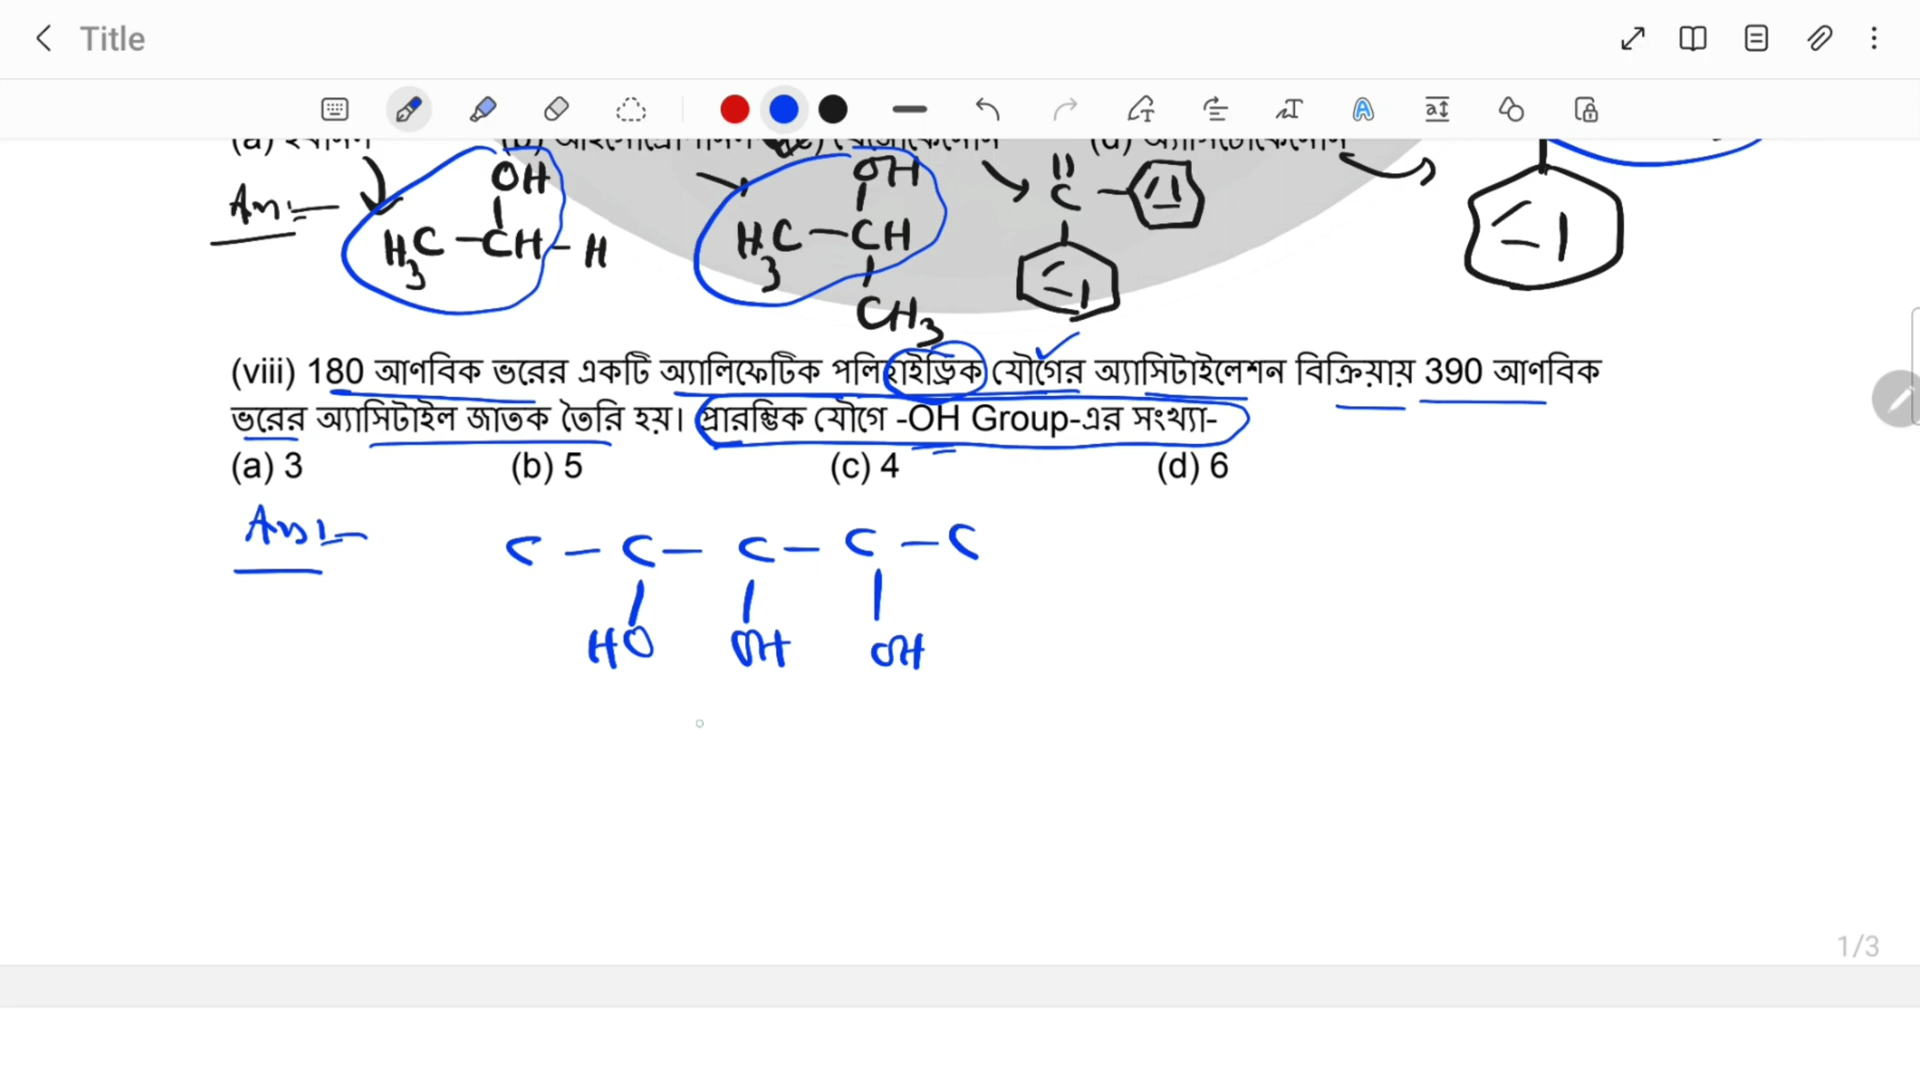 Title
Ans:-
OH
H3C-CH-H
OH
H3C-CH
CH3
C
(viii) 180 আণবিক ভরের একটি অ্যালিফেটিক পলিহাইড্রিক যৌগের অ্যাসিটাইলেশন বিক্রিয়ায় 390 আণবিক
ভরের অ্যাসিটাইল জাতক তৈরি হয়। প্রারম্ভিক যৌগে -OH Group-এর সংখ্যা-
(a) 3 (b) 5 (c) 4 (d) 6
Ans:- C-C-C-C-C
HO OH OH
1/3